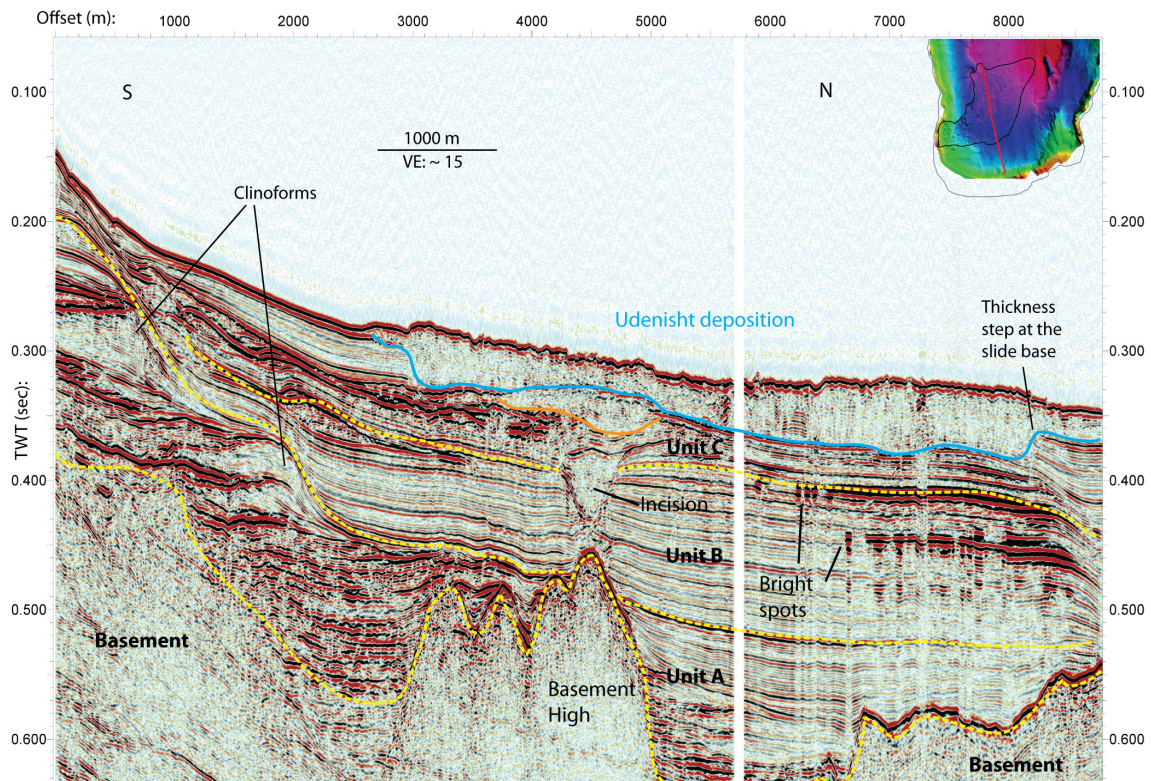 Offset (m): 1000 2000 3000 4000 5000 6000 7000 8000
S
N
0.100
0.100
1000 m
VE: ~ 15
Clinoforms
0.200
0.200
Udenisht deposition
Thickness
step at the
slide base
0.300
0.300
TWT (sec):
Unit C
0.400
0.400
Incision
Unit B
Bright
spots
0.500
0.500
Basement
Unit A
Basement
High
0.600
0.600
Basement